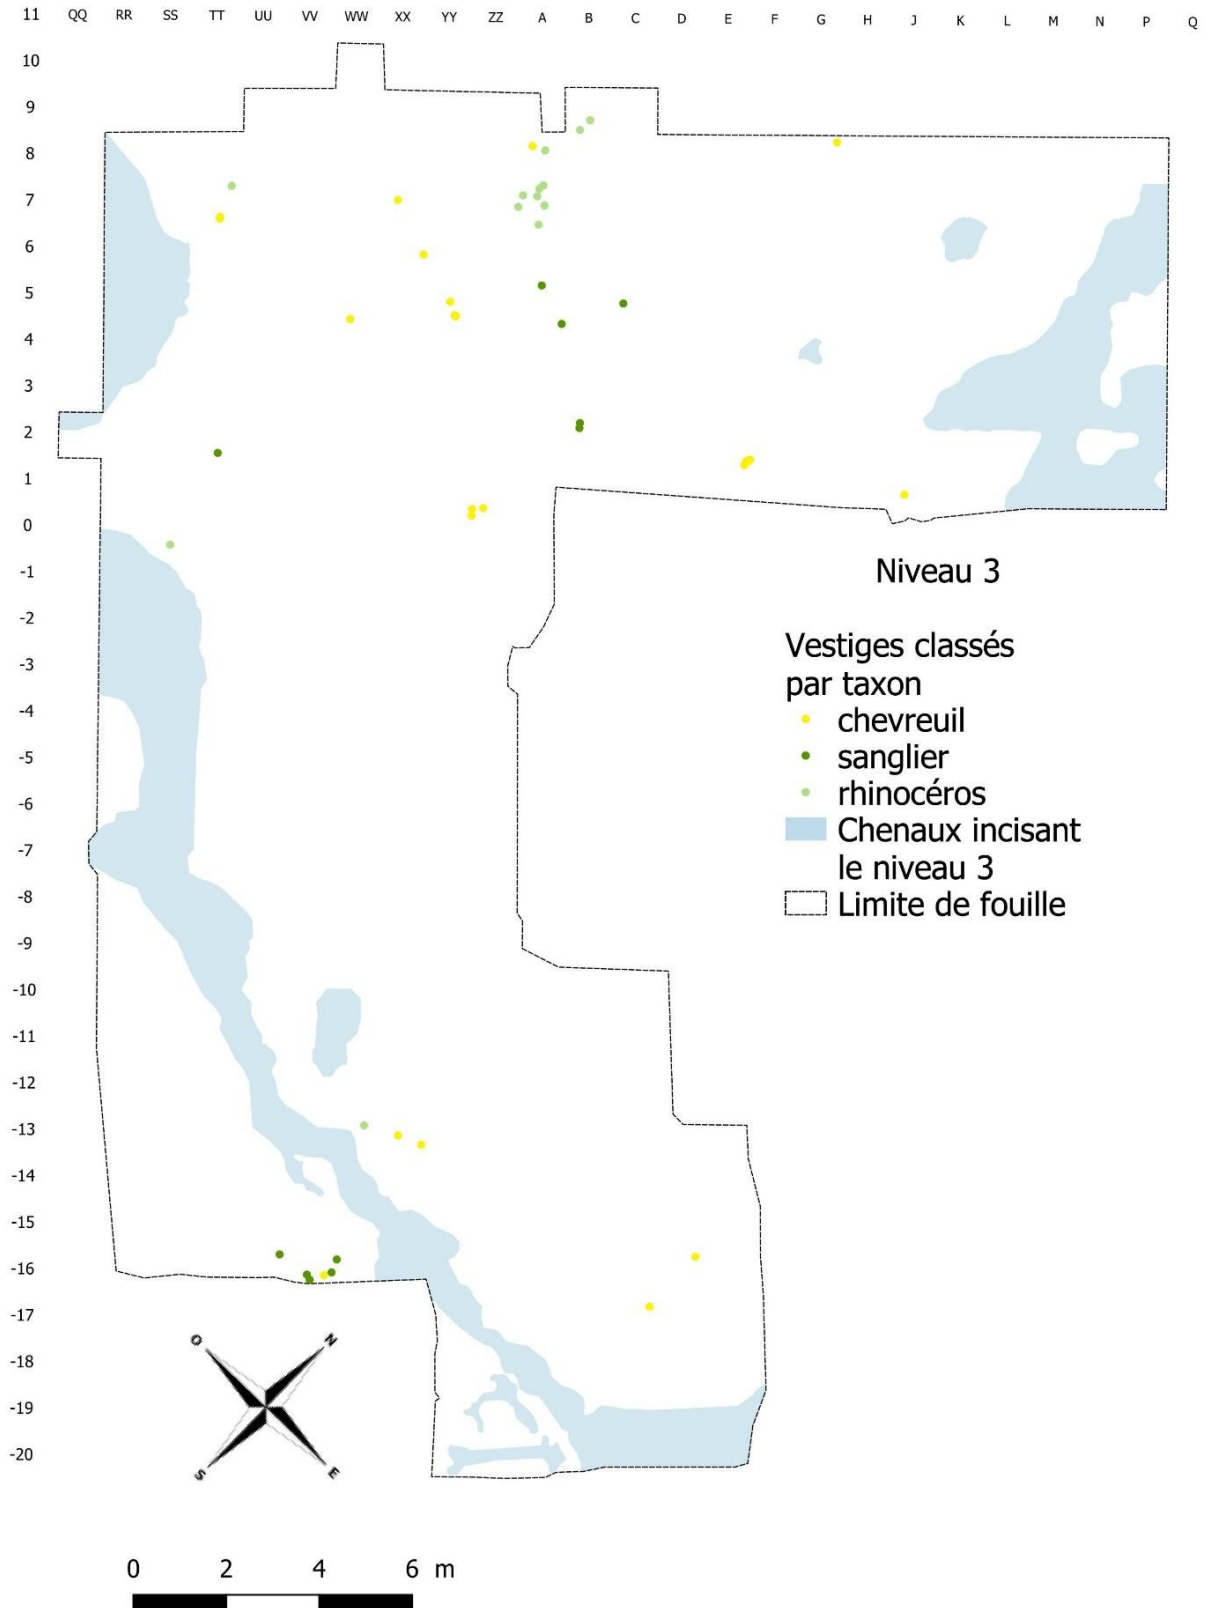 11 QQ RR SS TT UU VV WW XX YY ZZ A B C D E F G H J K L M N P Q
10
9
8
7
6
5
4
3
2
1
0
-1
-2
-3
-4
-5
-6
-7
-8
-9
-10
-11
-12
-13
-14
-15
-16
-17
-18
-19
-20
Niveau 3
Vestiges classés
par taxon
chevreuil
sanglier
rhinocéros
Chenaux incisant
le niveau 3
Limite de fouille
O N
S E
0 2 4 6 m